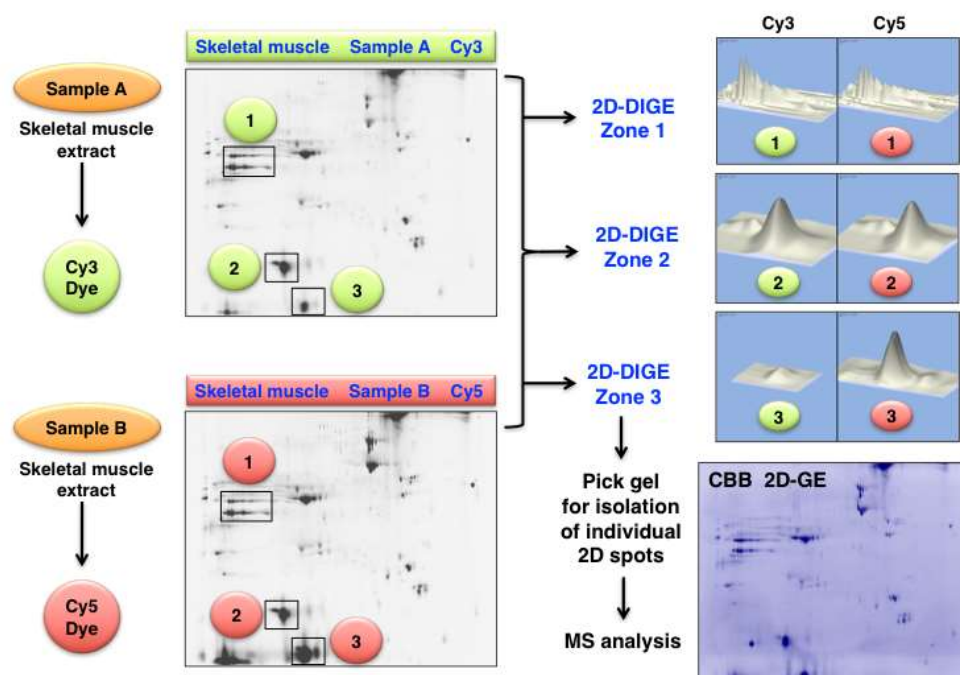 Skeletal muscle Sample A Cy3
Sample A
Skeletal muscle
extract
Cy3
Dye
1
2
3
Skeletal muscle Sample B Cy5
Sample B
Skeletal muscle
extract
Cy5
Dye
1
2
3
2D-DIGE
Zone 1
2D-DIGE
Zone 2
2D-DIGE
Zone 3
Pick gel
for isolation
of individual
2D spots
MS analysis
Cy3 Cy5
1 1
2 2
3 3
CBB 2D-GE